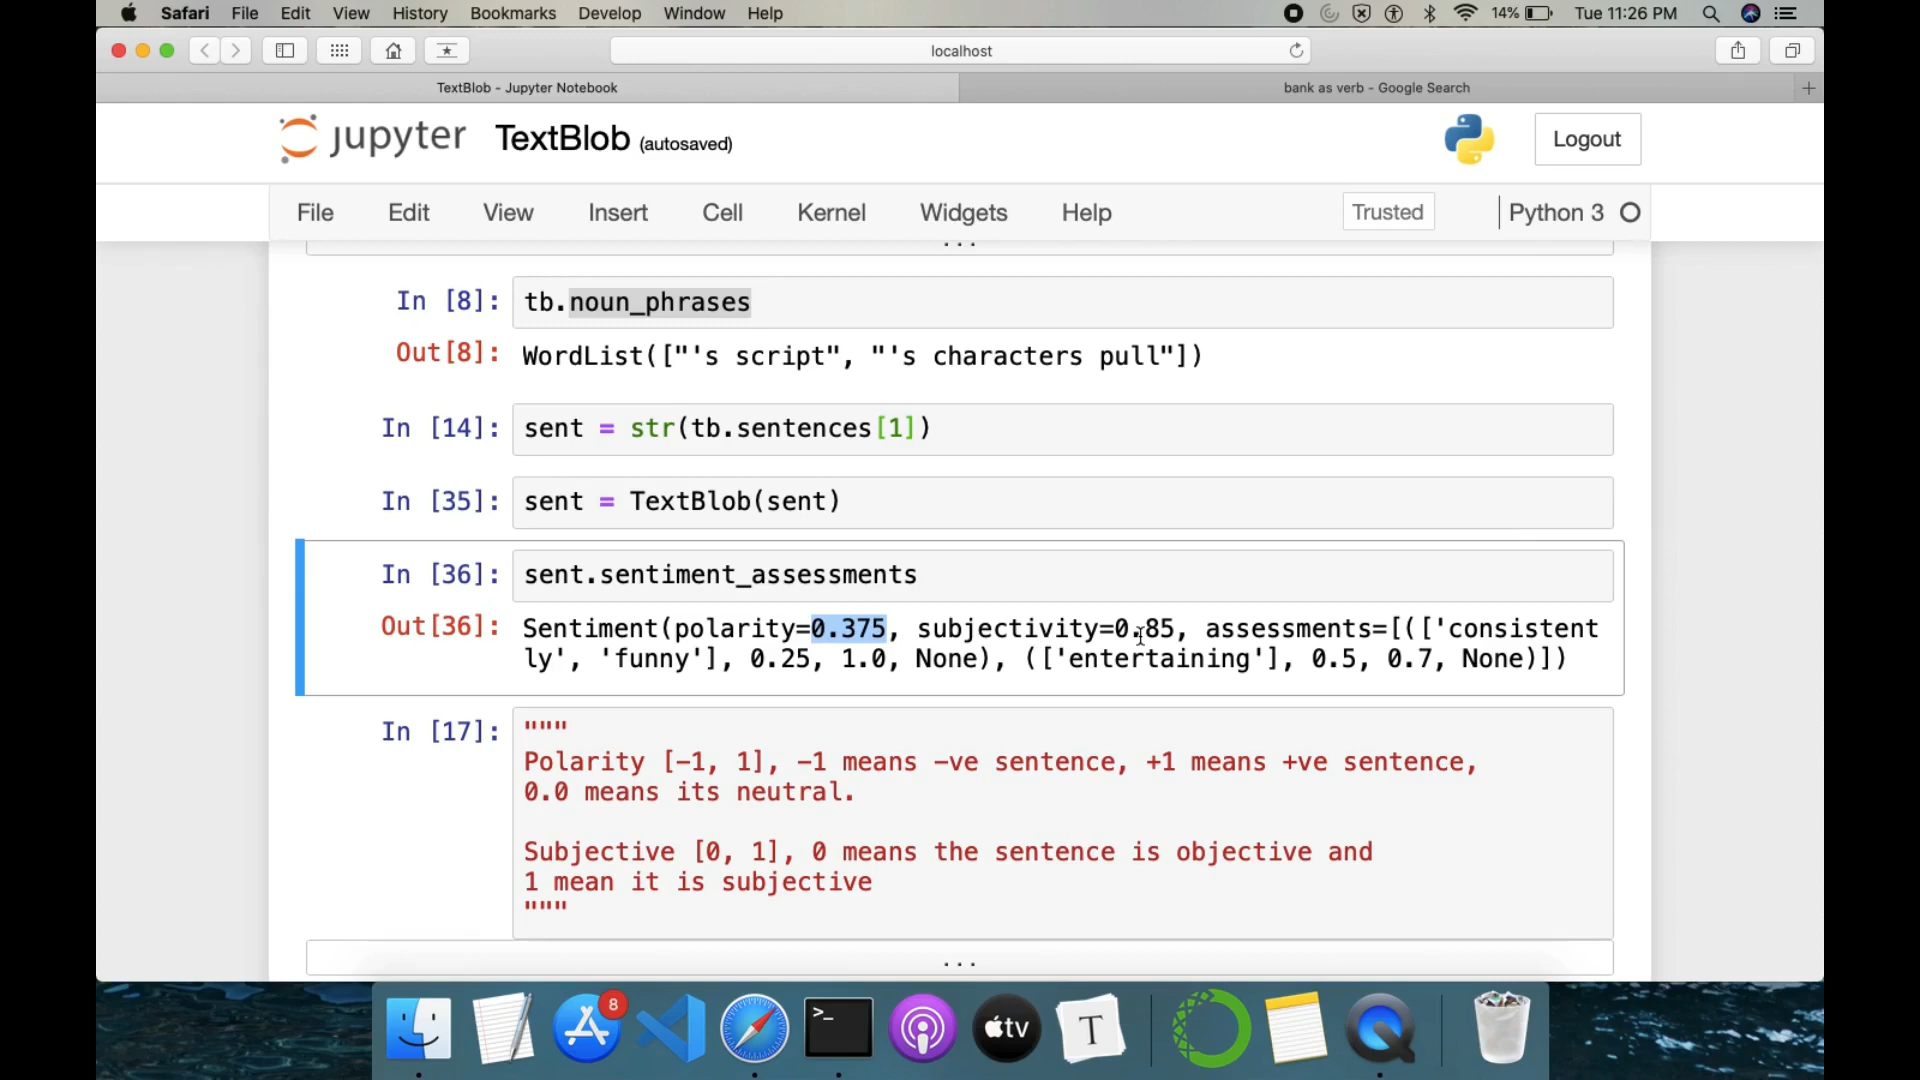 Safari File Edit View History Bookmarks Develop Window Help 14% Tue 11:26 PM
localhost
TextBlob - Jupyter Notebook bank as verb - Google Search
jupyter TextBlob (autosaved) Logout
File Edit View Insert Cell Kernel Widgets Help Trusted Python 3
...
In [8]: tb.noun_phrases
Out[8]: WordList(["'s script", "'s characters pull"])
In [14]: sent = str(tb.sentences[1])
In [35]: sent = TextBlob(sent)
In [36]: sent.sentiment_assessments
Out[36]: Sentiment(polarity=0.375, subjectivity=0.85, assessments=[(['consistent
ly', 'funny'], 0.25, 1.0, None), (['entertaining'], 0.5, 0.7, None)])
In [17]: """
Polarity [-1, 1], -1 means -ve sentence, +1 means +ve sentence,
0.0 means its neutral.
Subjective [0, 1], 0 means the sentence is objective and
1 mean it is subjective
"""
...
8 >_ tv T